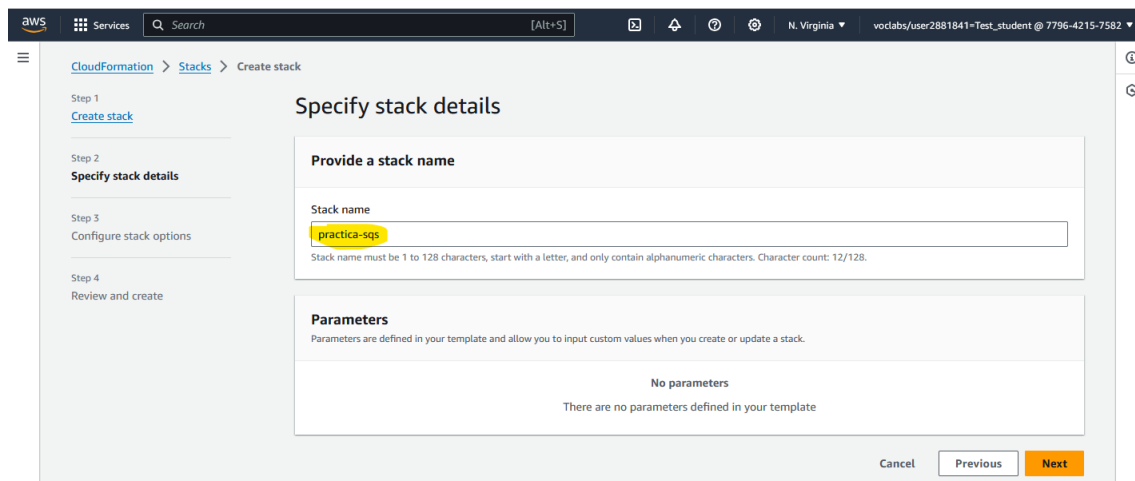 aws Services Search [Alt+S] N. Virginia voclabs/user2881841=Test_student @ 7796-4215-7582
CloudFormation Stacks Create stack
Step 1
Create stack
Step 2
Specify stack details
Step 3
Configure stack options
Step 4
Review and create
Specify stack details
Provide a stack name
Stack name
practica-sqs
Stack name must be 1 to 128 characters, start with a letter, and only contain alphanumeric characters. Character count: 12/128.
Parameters
Parameters are defined in your template and allow you to input custom values when you create or update a stack.
No parameters
There are no parameters defined in your template
Cancel Previous Next